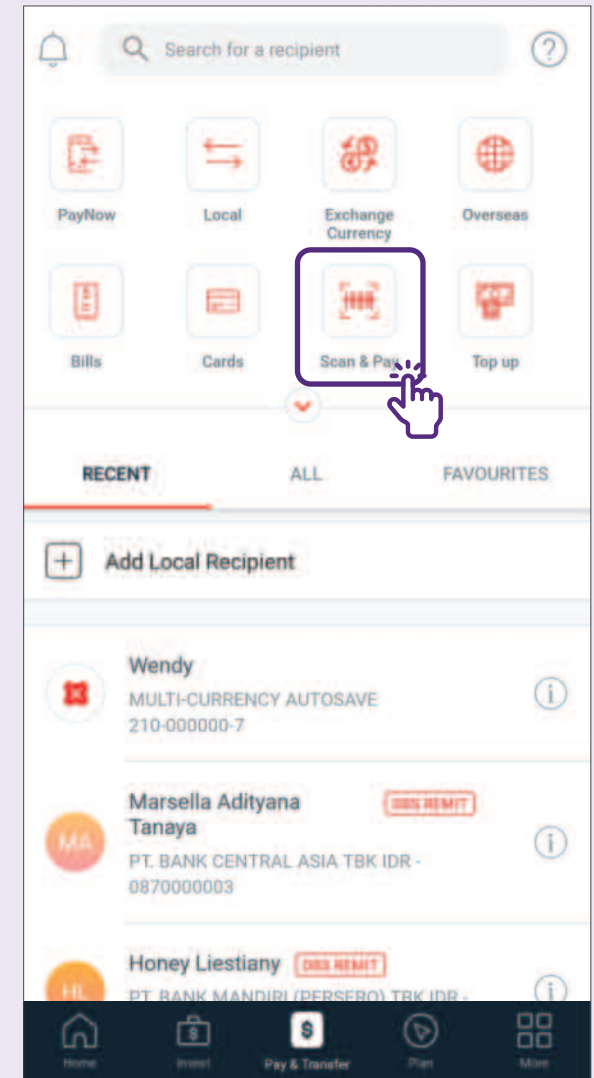 Search for a recipient
?
PayNow
Local
Exchange
Currency
Overseas
Bills
Cards
Scan & Pay
Top up
RECENT
ALL
FAVOURITES
Add Local Recipient
Wendy
MULTI-CURRENCY AUTOSAVE
210-000000-7
Marsella Adityana
Tanaya
DBS REMIT
MA
PT. BANK CENTRAL ASIA TBK IDR -
0870000003
Honey Liestiany
DBS REMIT
HL
PT. BANK MANDIRI (PERSERO) TBK IDR -
Home
Invest
Pay & Transfer
Plan
More